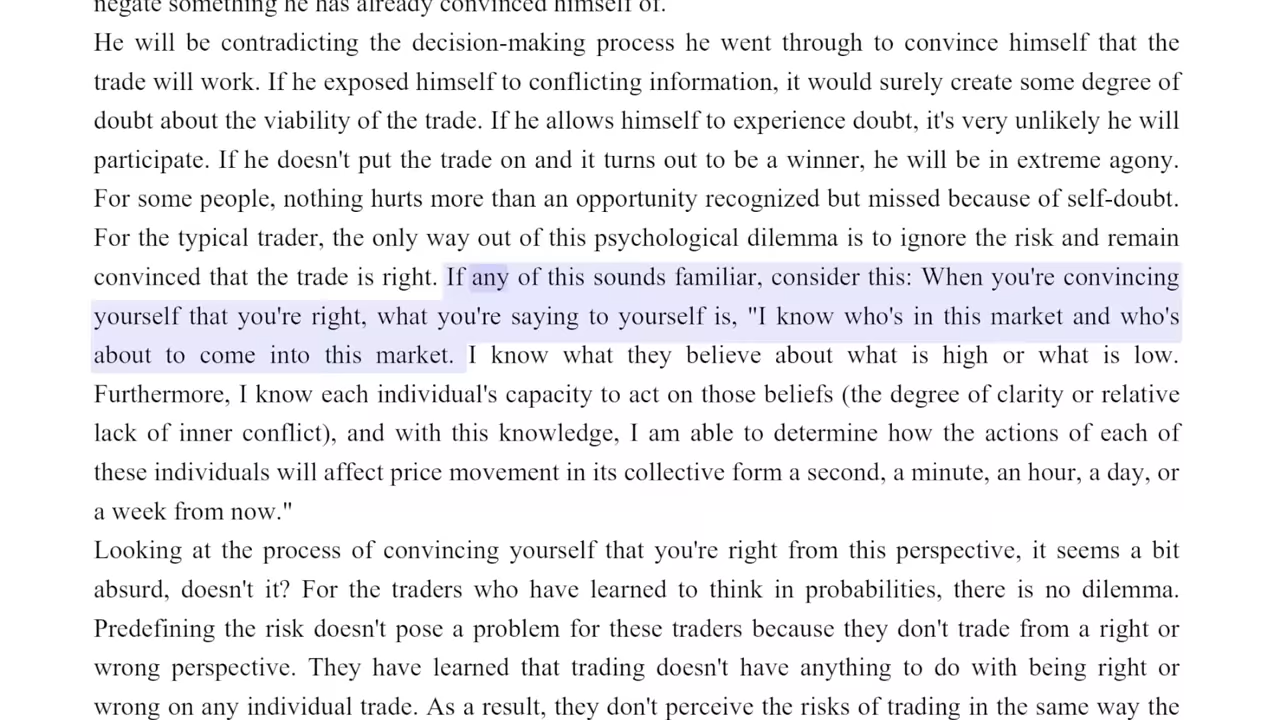 negate something he has already convinced himself of.
He will be contradicting the decision-making process he went through to convince himself that the
trade will work. If he exposed himself to conflicting information, it would surely create some degree of
doubt about the viability of the trade. If he allows himself to experience doubt, it's very unlikely he will
participate. If he doesn't put the trade on and it turns out to be a winner, he will be in extreme agony.
For some people, nothing hurts more than an opportunity recognized but missed because of self-doubt.
For the typical trader, the only way out of this psychological dilemma is to ignore the risk and remain
convinced that the trade is right. If any of this sounds familiar, consider this: When you're convincing
yourself that you're right, what you're saying to yourself is, "I know who's in this market and who's
about to come into this market. I know what they believe about what is high or what is low.
Furthermore, I know each individual's capacity to act on those beliefs (the degree of clarity or relative
lack of inner conflict), and with this knowledge, I am able to determine how the actions of each of
these individuals will affect price movement in its collective form a second, a minute, an hour, a day, or
a week from now."
Looking at the process of convincing yourself that you're right from this perspective, it seems a bit
absurd, doesn't it? For the traders who have learned to think in probabilities, there is no dilemma.
Predefining the risk doesn't pose a problem for these traders because they don't trade from a right or
wrong perspective. They have learned that trading doesn't have anything to do with being right or
wrong on any individual trade. As a result, they don't perceive the risks of trading in the same way the